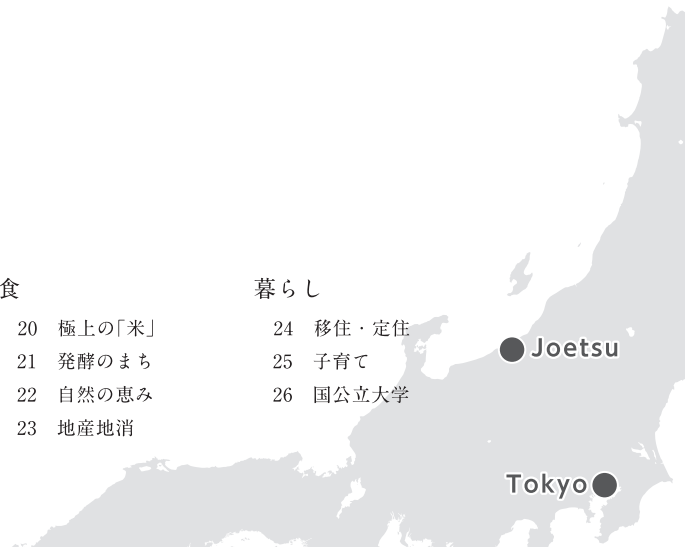 食
20 極上の「米」
21 発酵のまち
22 自然の恵み
23 地産地消
暮らし
24 移住・定住
25 子育て
26 国公立大学
Joetsu
Tokyo